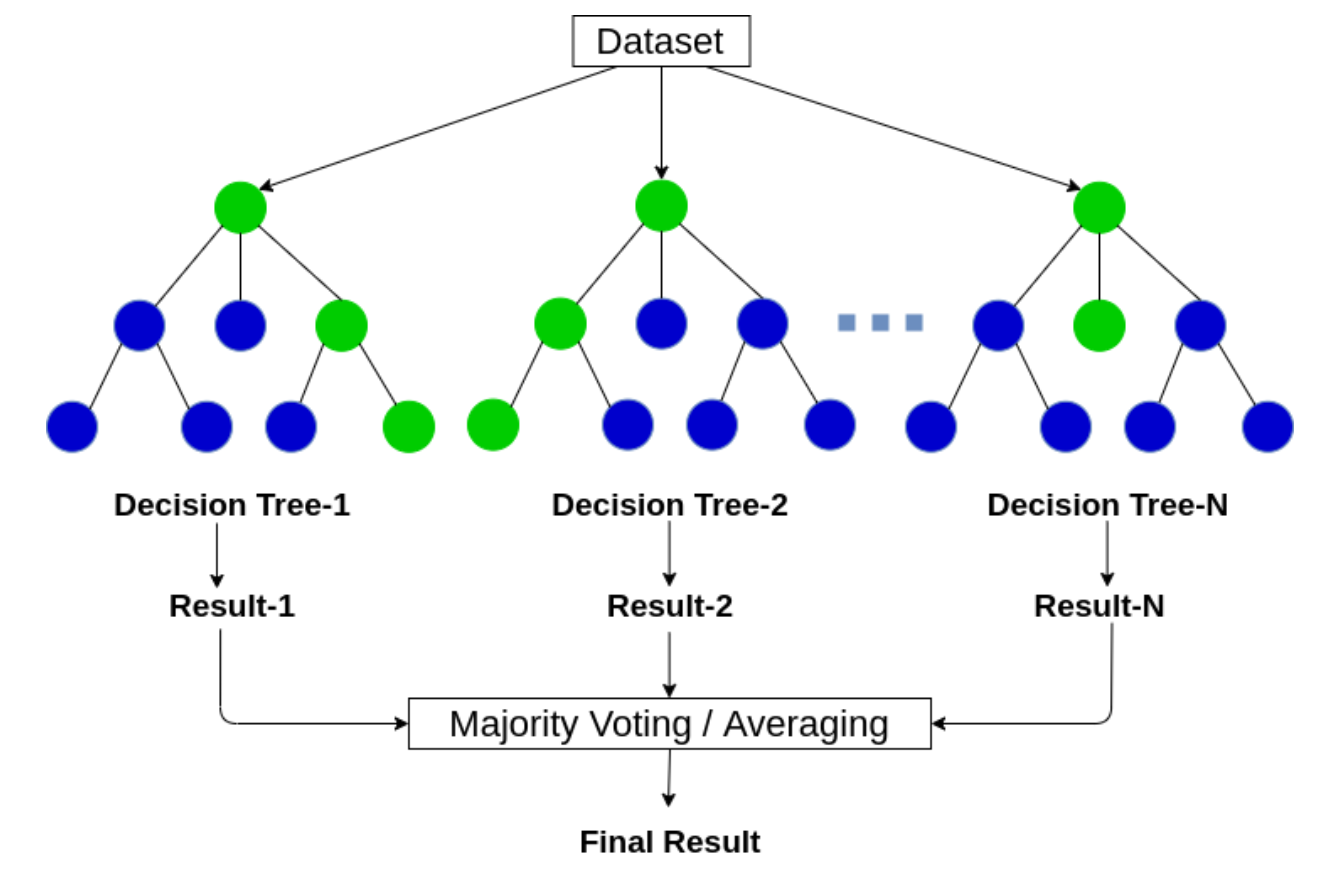 Dataset
Decision Tree-1
Decision Tree-2
Decision Tree-N
Result-1
Result-2
Result-N
Majority Voting / Averaging
Final Result